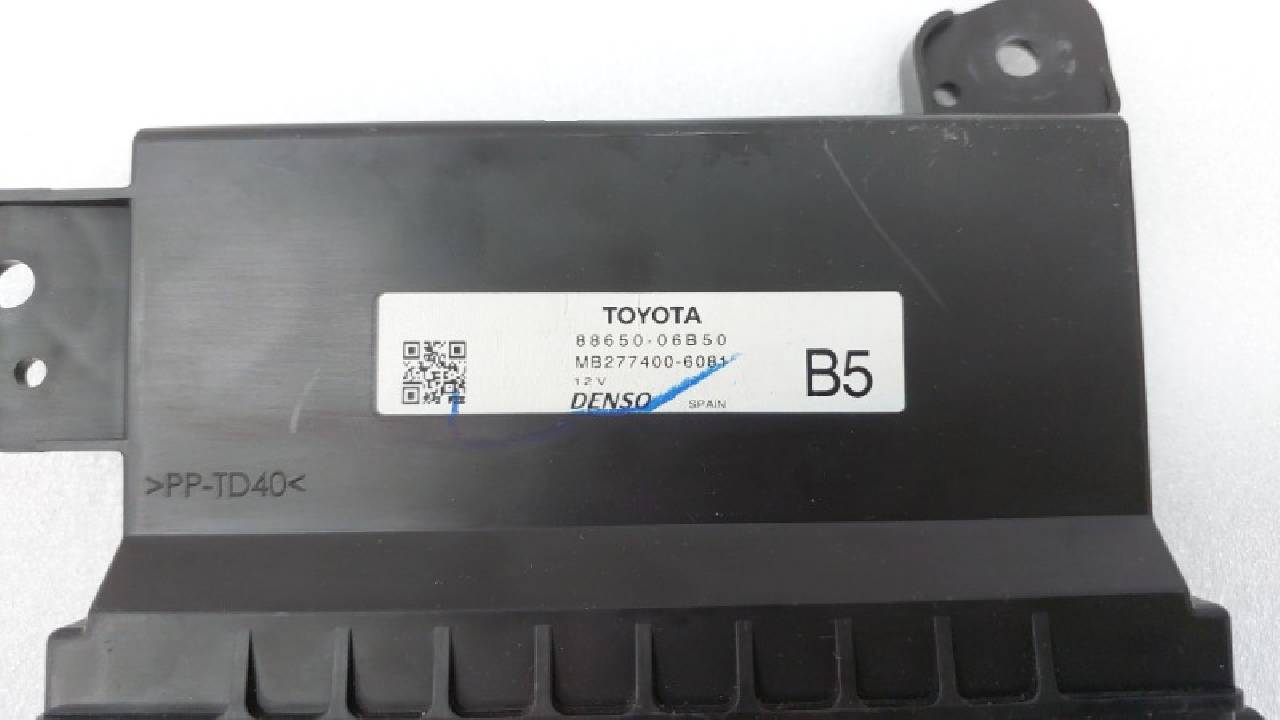 TOYOTA
88650-06B50
MB277400-6081
12V
DENSO SPAIN
B5
>PP-TD40<